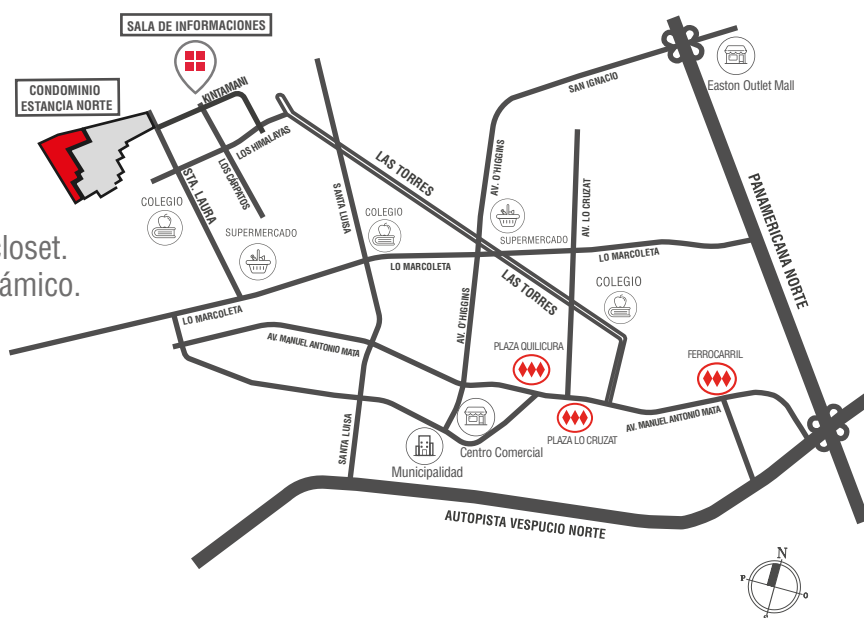 SALA DE INFORMACIONES
CONDOMINIO
ESTANCIA NORTE
KINTAMANI
LOS HIMALAYAS
LOS CÁRPATOS
STA. LAURA
COLEGIO
SUPERMERCADO
SANTA LUISA
COLEGIO
LAS TORRES
AV. O'HIGGINS
SUPERMERCADO
AV. LO CRUZAT
SAN IGNACIO
Easton Outlet Mall
PANAMERICANA NORTE
loset.
ámico.
LO MARCOLETA
LO MARCOLETA
LO MARCOLETA
LAS TORRES
COLEGIO
AV. MANUEL ANTONIO MATA
AV. O'HIGGINS
PLAZA QUILICURA
FERROCARRIL
SANTA LUISA
Centro Comercial
PLAZA LO CRUZAT
AV. MANUEL ANTONIO MATA
Municipalidad
AUTOPISTA VESPUCIO NORTE
N
P
O
S